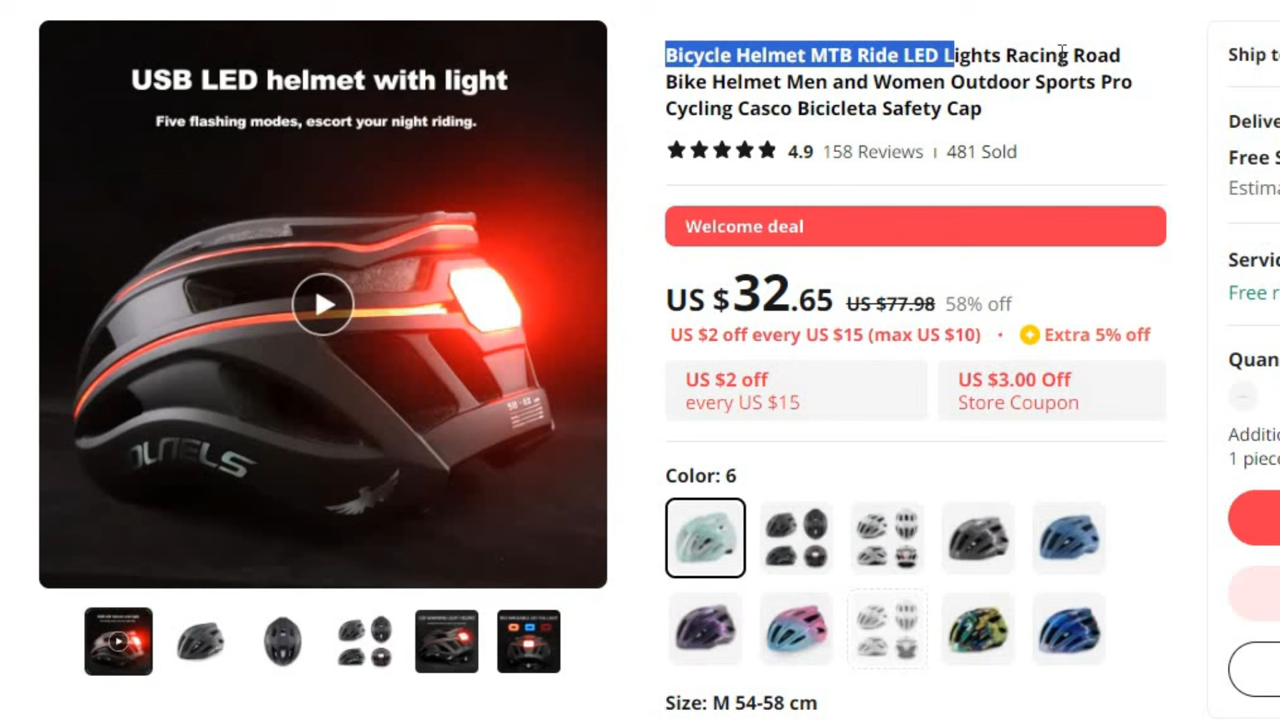 USB LED helmet with light
Five flashing modes, escort your night riding.
Bicycle Helmet MTB Ride LED Lights Racing Road
Bike Helmet Men and Women Outdoor Sports Pro
Cycling Casco Bicicleta Safety Cap
4.9 158 Reviews | 481 Sold
Welcome deal
US $32.65 US $77.98 58% off
US $2 off every US $15 (max US $10) · Extra 5% off
US $2 off
every US $15
US $3.00 Off
Store Coupon
Color: 6
Size: M 54-58 cm
Ship t
Delive
Free S
Estima
Servic
Free r
Quan
Additi
1 piec